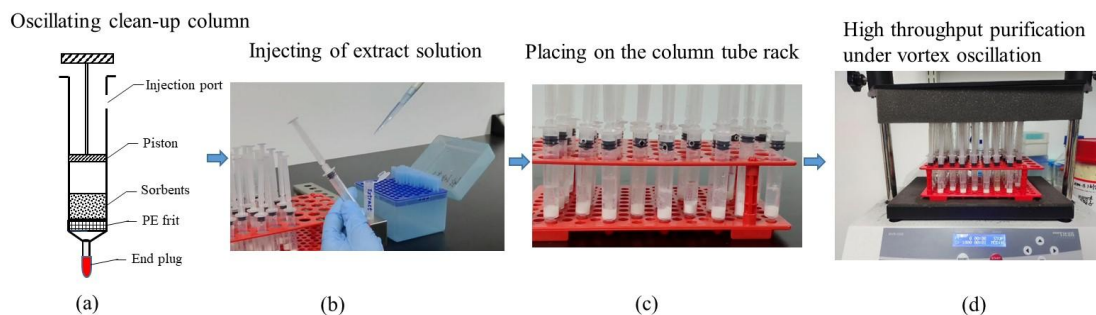 Oscillating clean-up column
Injection port
Piston
Sorbents
PE frit
End plug
(a)
Injecting of extract solution
(b)
Placing on the column tube rack
(c)
High throughput purification
under vortex oscillation
(d)